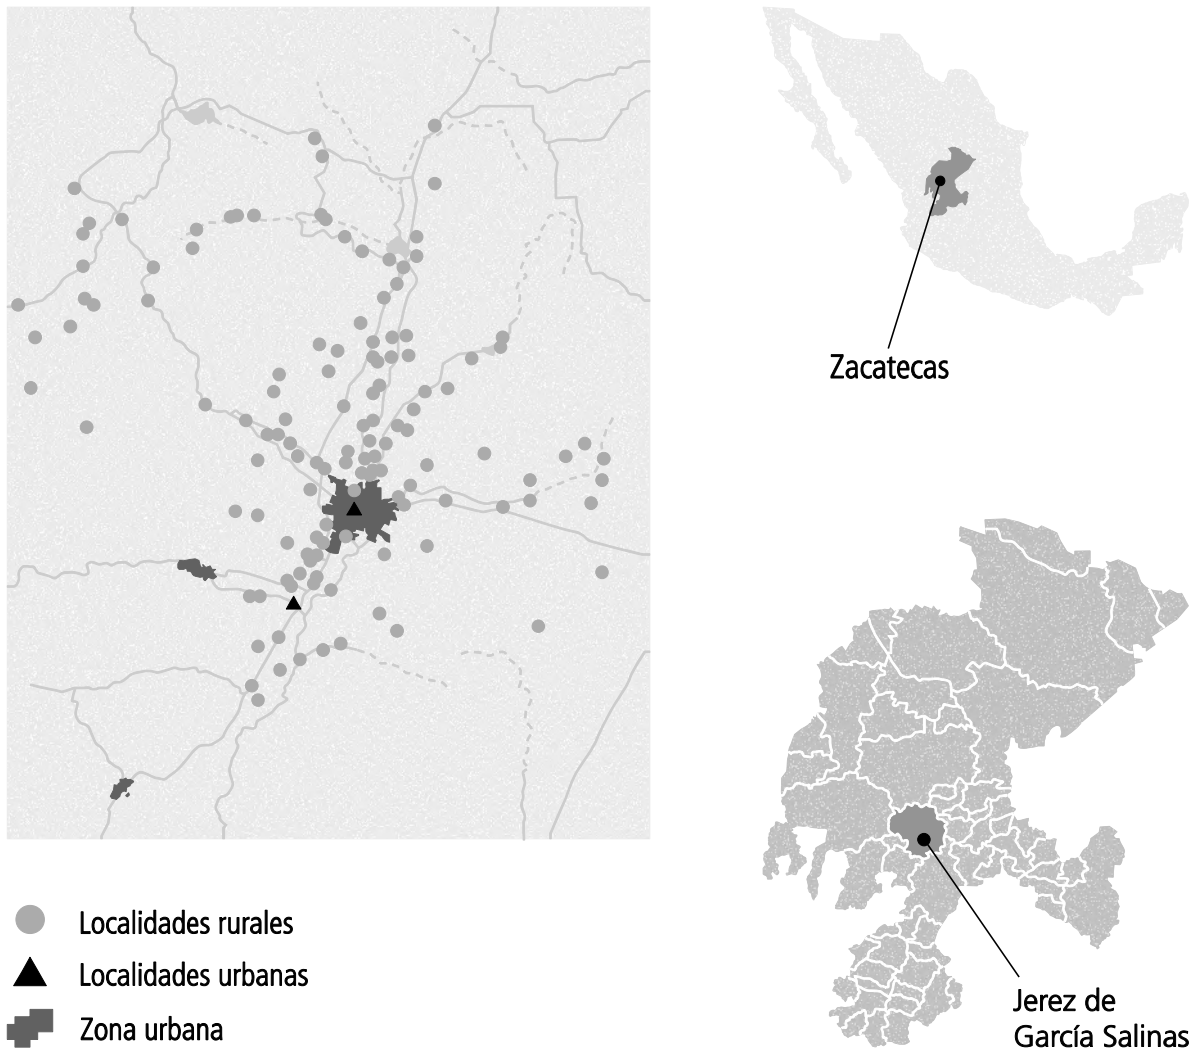 Zacatecas
Localidades rurales
Localidades urbanas
Zona urbana
Jerez de
García Salinas